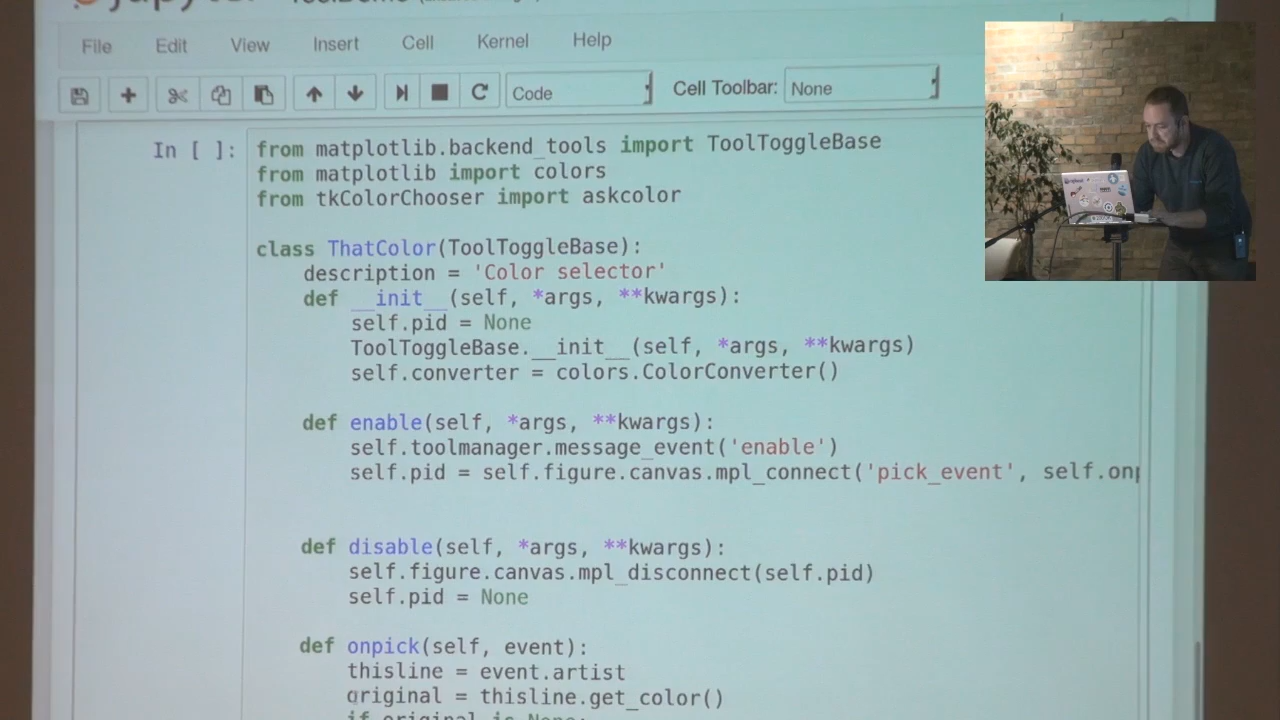 File Edit View Insert Cell Kernel Help
Code Cell Toolbar: None
In [ ]: from matplotlib.backend_tools import ToolToggleBase
from matplotlib import colors
from tkColorChooser import askcolor
class ThatColor(ToolToggleBase):
description = 'Color selector'
def __init__(self, *args, **kwargs):
self.pid = None
ToolToggleBase.__init__(self, *args, **kwargs)
self.converter = colors.ColorConverter()
def enable(self, *args, **kwargs):
self.toolmanager.message_event('enable')
self.pid = self.figure.canvas.mpl_connect('pick_event', self.onp
def disable(self, *args, **kwargs):
self.figure.canvas.mpl_disconnect(self.pid)
self.pid = None
def onpick(self, event):
thisline = event.artist
original = thisline.get_color()
if original is None: